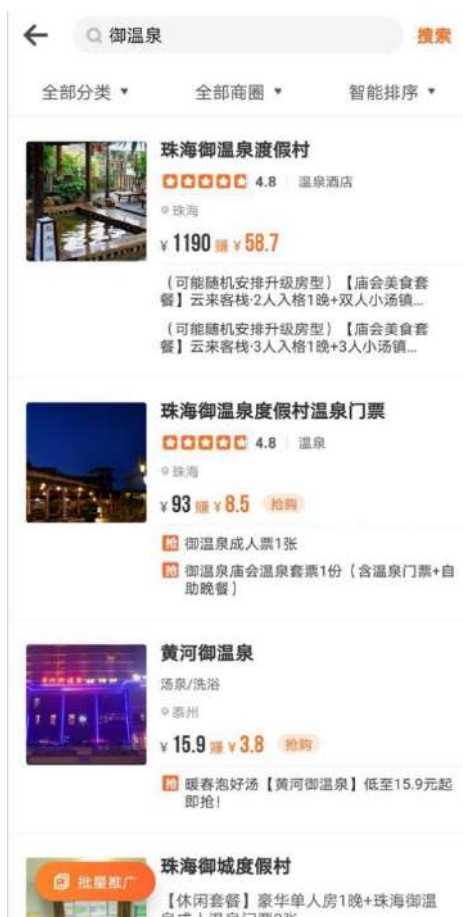 御温泉
搜索
全部分类
全部商圈
智能排序
珠海御温泉渡假村
4.8 温泉酒店
珠海
¥ 1190 赚 ¥ 58.7
（可能随机安排升级房型）【庙会美食套
餐】云来客栈·2人入格1晚+双人小汤镇...
（可能随机安排升级房型）【庙会美食套
餐】云来客栈·3人入格1晚+3人小汤镇...
珠海御温泉度假村温泉门票
4.8 温泉
珠海
¥ 93 赚 ¥ 8.5 抢购
抢 御温泉成人票1张
抢 御温泉庙会温泉套票1份（含温泉门票+自
助晚餐）
黄河御温泉
汤泉/洗浴
泰州
¥ 15.9 赚 ¥ 3.8 抢购
抢 暖春泡好汤【黄河御温泉】低至15.9元起
即抢！
珠海御城度假村
批量推广
【休闲套餐】豪华单人房1晚+珠海御温